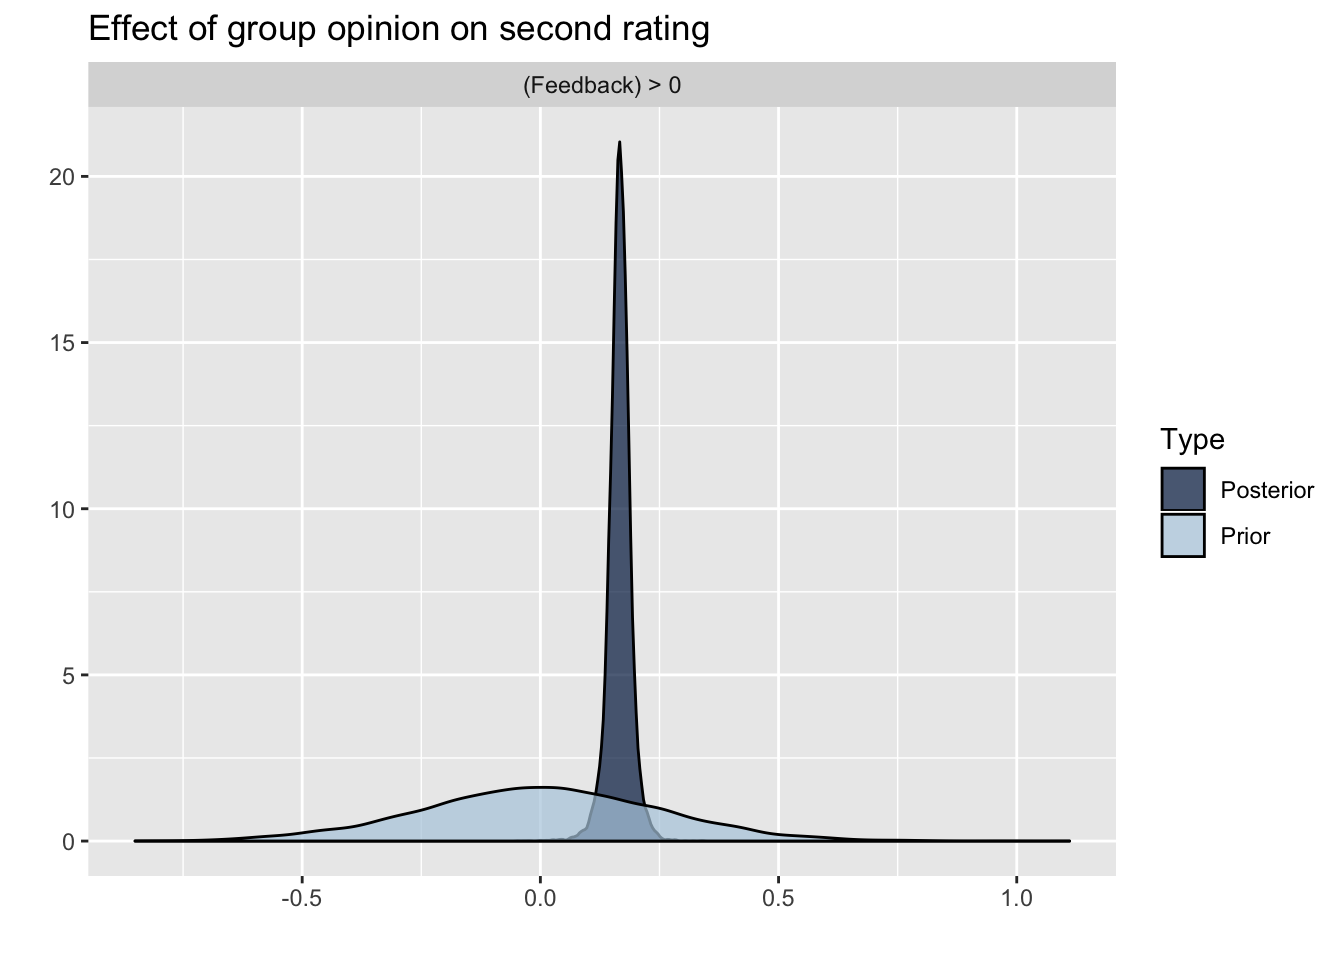 Effect of group opinion on second rating
(Feedback) > 0
20
15
10
5
0
-0.5
0.0
0.5
1.0
Type
Posterior
Prior